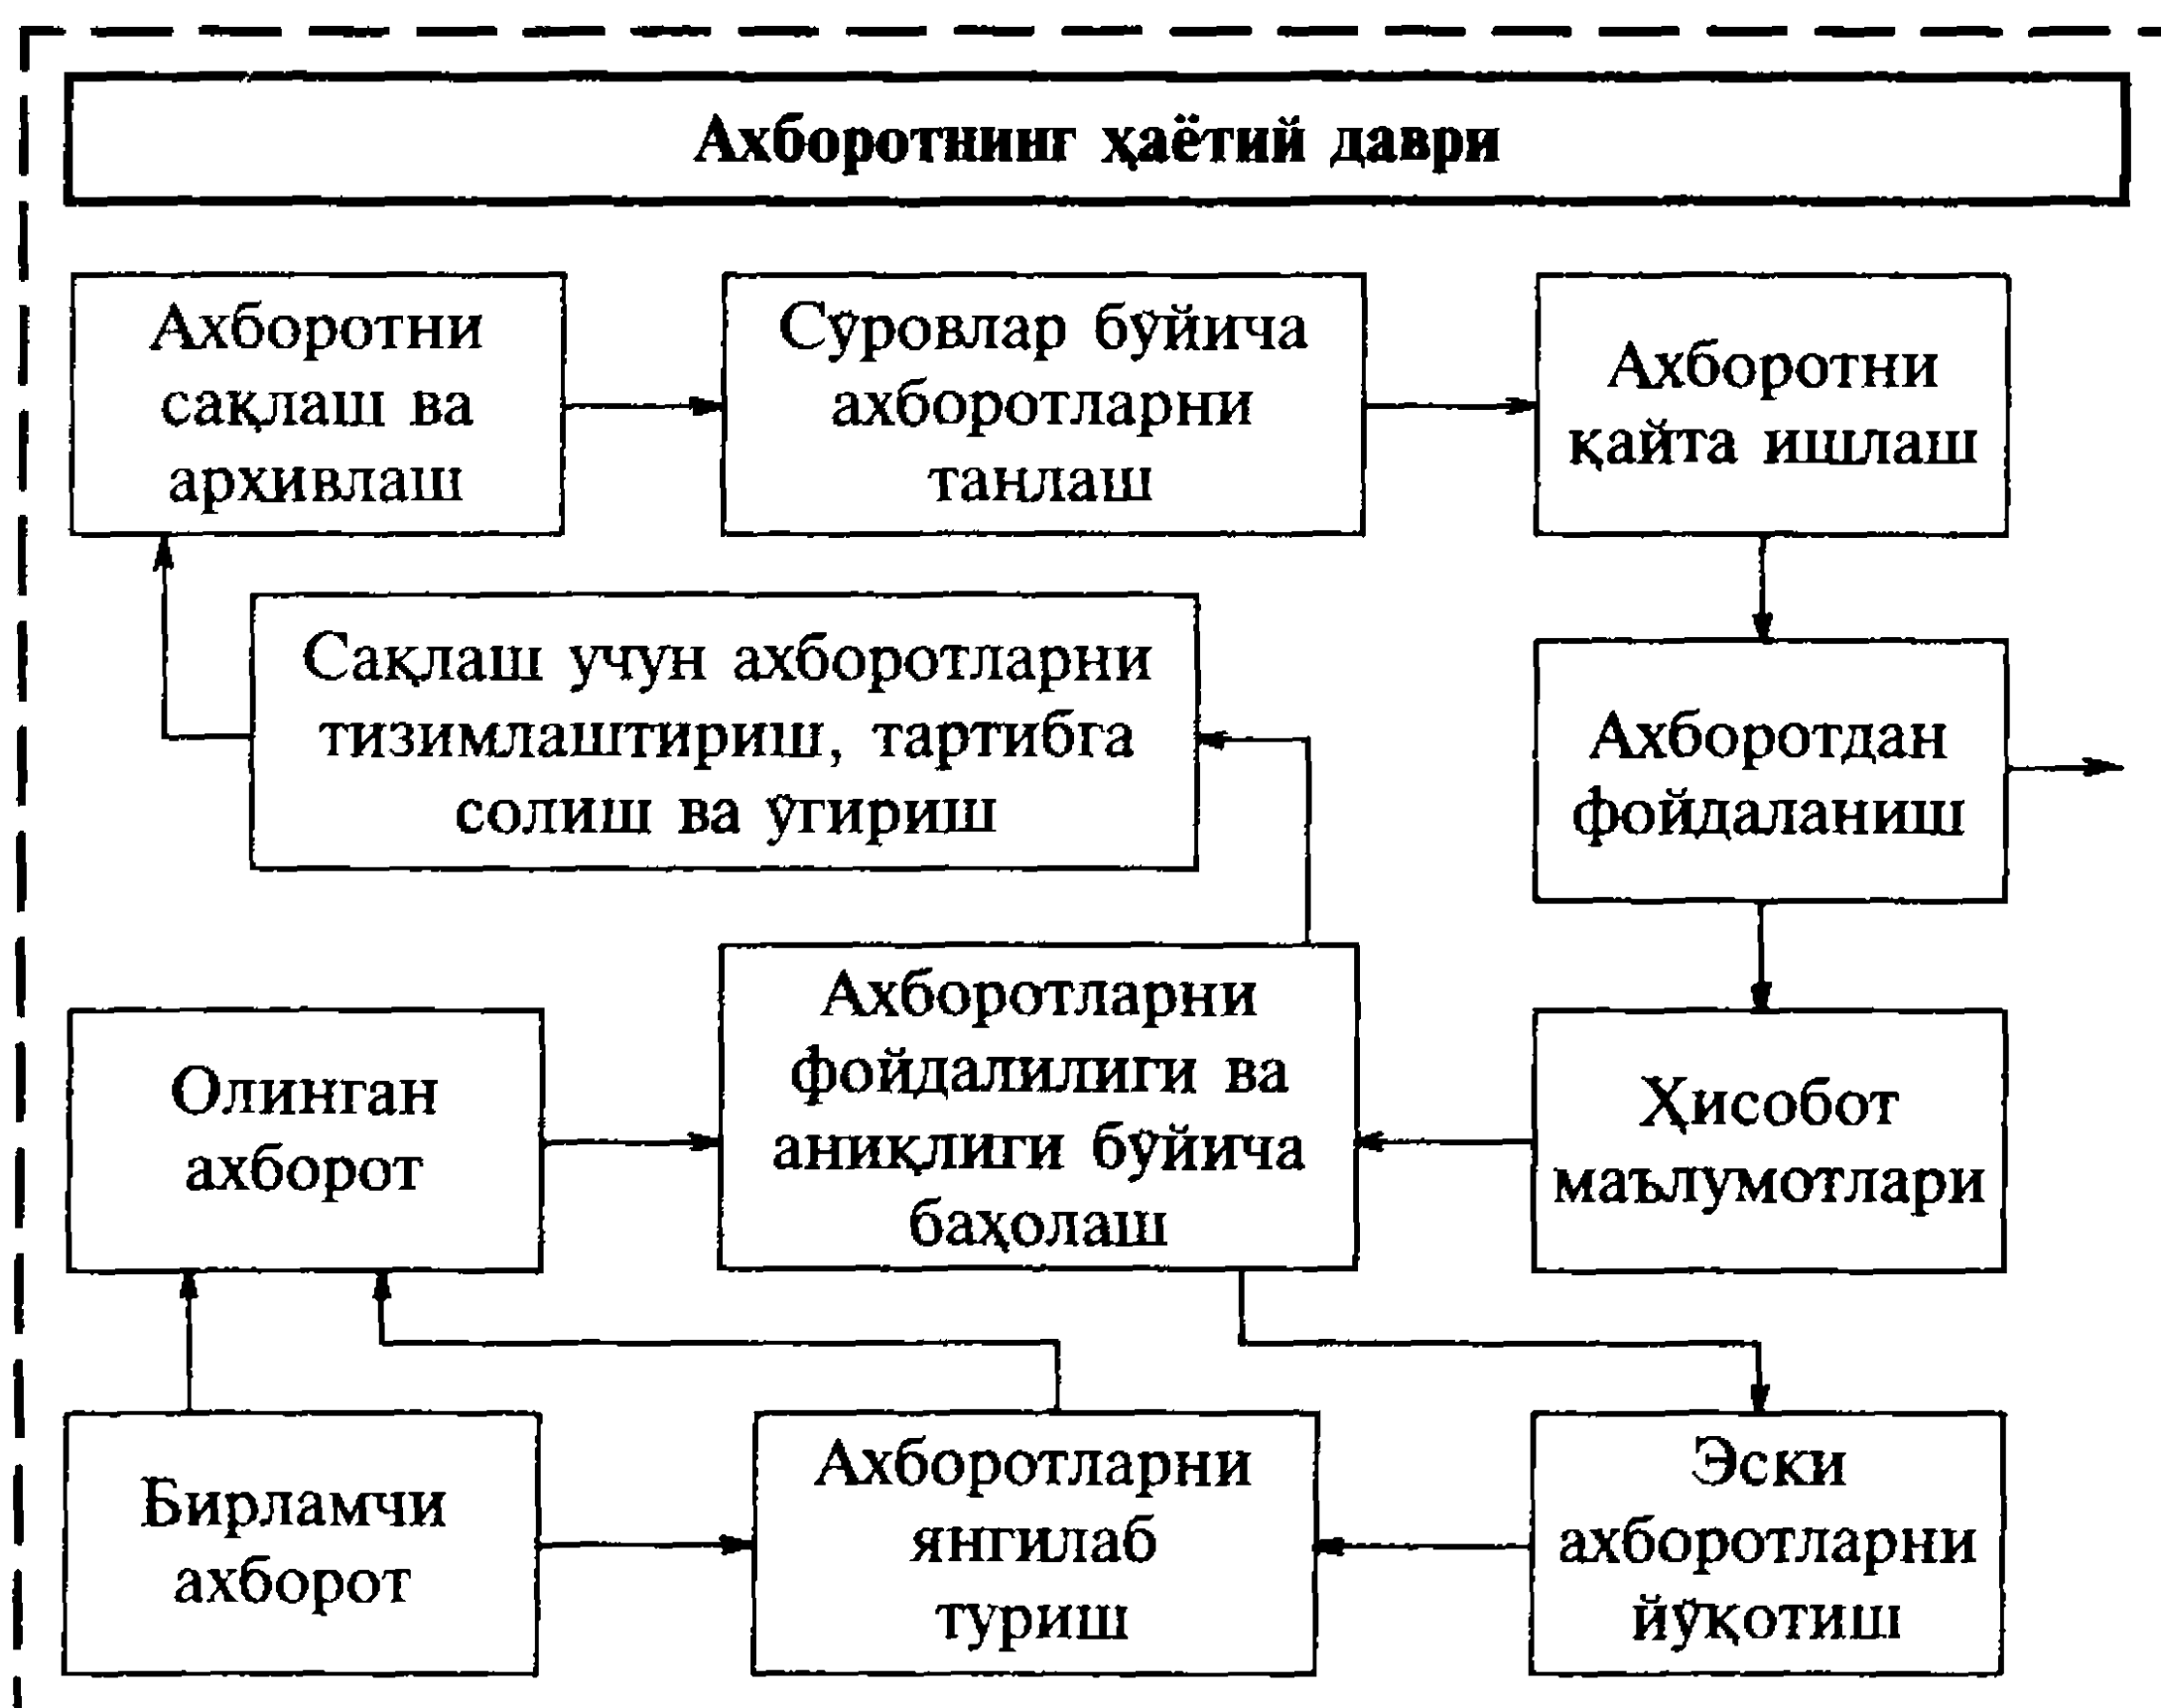 Ахборотнинг ҳаётий даври
Ахборотни
сақлаш ва
архивлаш
Сўровлар бўйича
ахборотларни
танлаш
Ахборотни
қайта ишлаш
Сақлаш учун ахборотларни
тизимлаштириш, тартибга
солиш ва ўгириш
Ахборотдан
фойдаланиш
Олинган
ахборот
Ахборотларни
фойдалилиги ва
аниқлиги бўйича
баҳолаш
Ҳисобот
маълумотлари
Бирламчи
ахборот
Ахборотларни
янгилаб
туриш
Эски
ахборотларни
йўқотиш